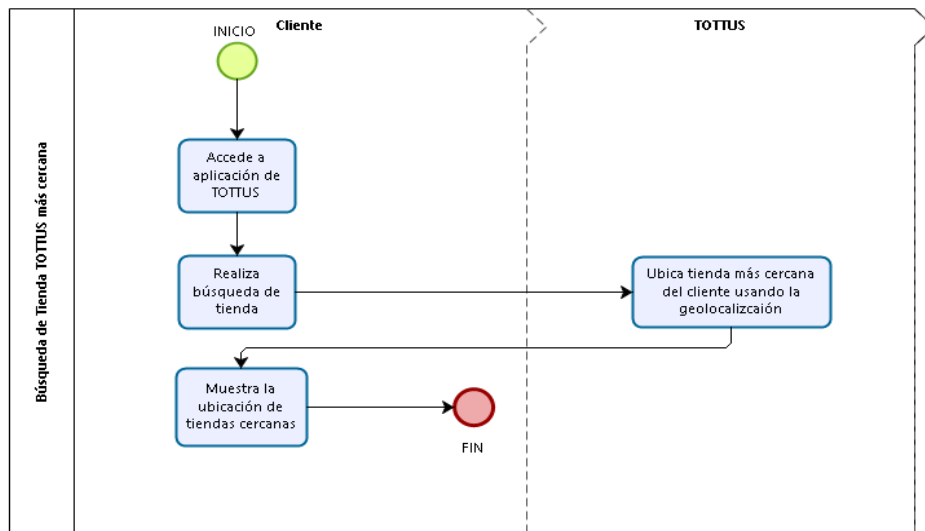 Búsqueda de Tienda TOTTUS más cercana
Cliente
TOTTUS
INICIO
Accede a
aplicación de
TOTTUS
Realiza
búsqueda de
tienda
Ubica tienda más cercana
del cliente usando la
geolocalizcaión
Muestra la
ubicación de
tiendas cercanas
FIN